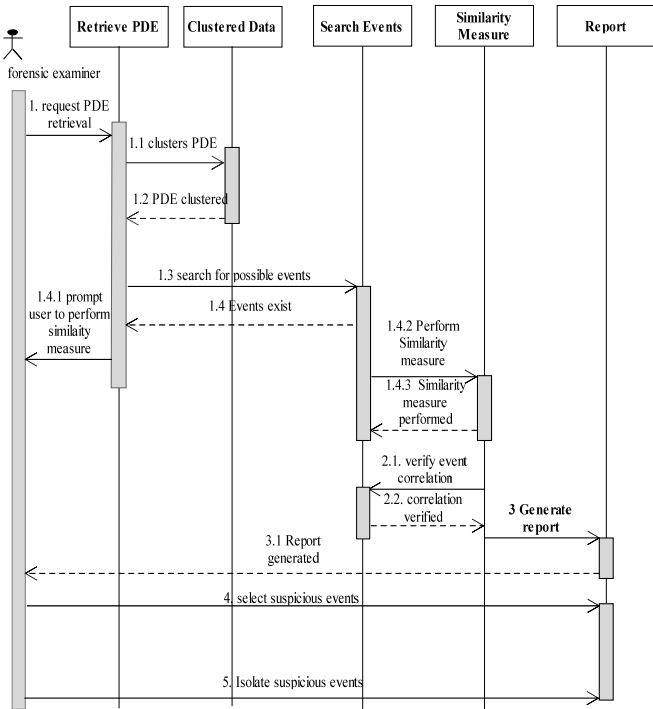 Retrieve PDE
Clustered Data
Search Events
Similarity
Measure
Report
forensic examiner
1. request PDE
retrieval
1.1 clusters PDE
1.2 PDE clustered
1.3 search for possible events
1.4 Events exist
1.4.1 prompt
user to perform
similaity
measure
1.4.2 Perform
Similarity
measure
1.4.3 Similarity
measure
performed
2.1. verify event
correlation
2.2. correlation
verified
3 Generate
report
3.1 Report
generated
4. select suspicious events
5. Isolate suspicious events